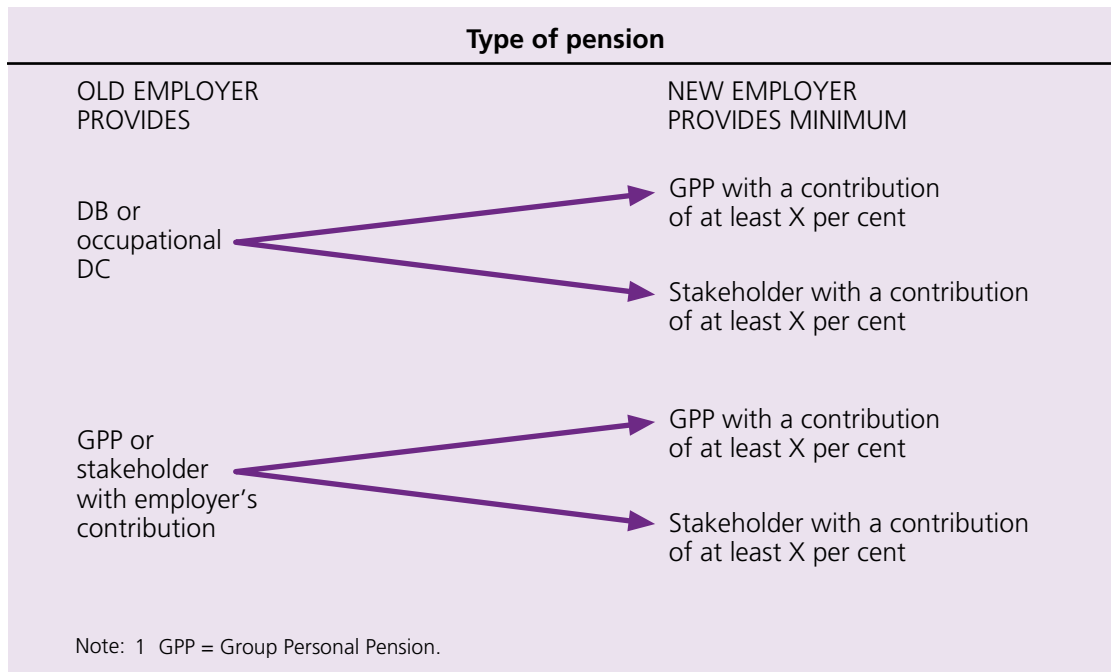 Type of pension
OLD EMPLOYER
PROVIDES
NEW EMPLOYER
PROVIDES MINIMUM
DB or
occupational
DC
GPP with a contribution
of at least X per cent
Stakeholder with a contribution
of at least X per cent
GPP or
stakeholder
with employer’s
contribution
GPP with a contribution
of at least X per cent
Stakeholder with a contribution
of at least X per cent
Note: 1 GPP = Group Personal Pension.